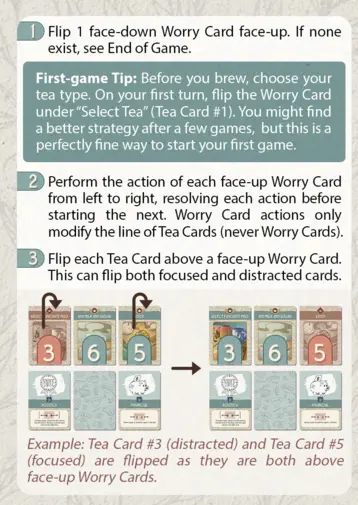 1 Flip 1 face-down Worry Card face-up. If none
exist, see End of Game.
First-game Tip: Before you brew, choose your
tea type. On your first turn, flip the Worry Card
under “Select Tea” (Tea Card #1). You might find
a better strategy after a few games, but this is a
perfectly fine way to start your first game.
2 Perform the action of each face-up Worry Card
from left to right, resolving each action before
starting the next. Worry Card actions only
modify the line of Tea Cards (never Worry Cards).
3 Flip each Tea Card above a face-up Worry Card.
This can flip both focused and distracted cards.
3 6 5 3 6 5
Example: Tea Card #3 (distracted) and Tea Card #5
(focused) are flipped as they are both above
face-up Worry Cards.